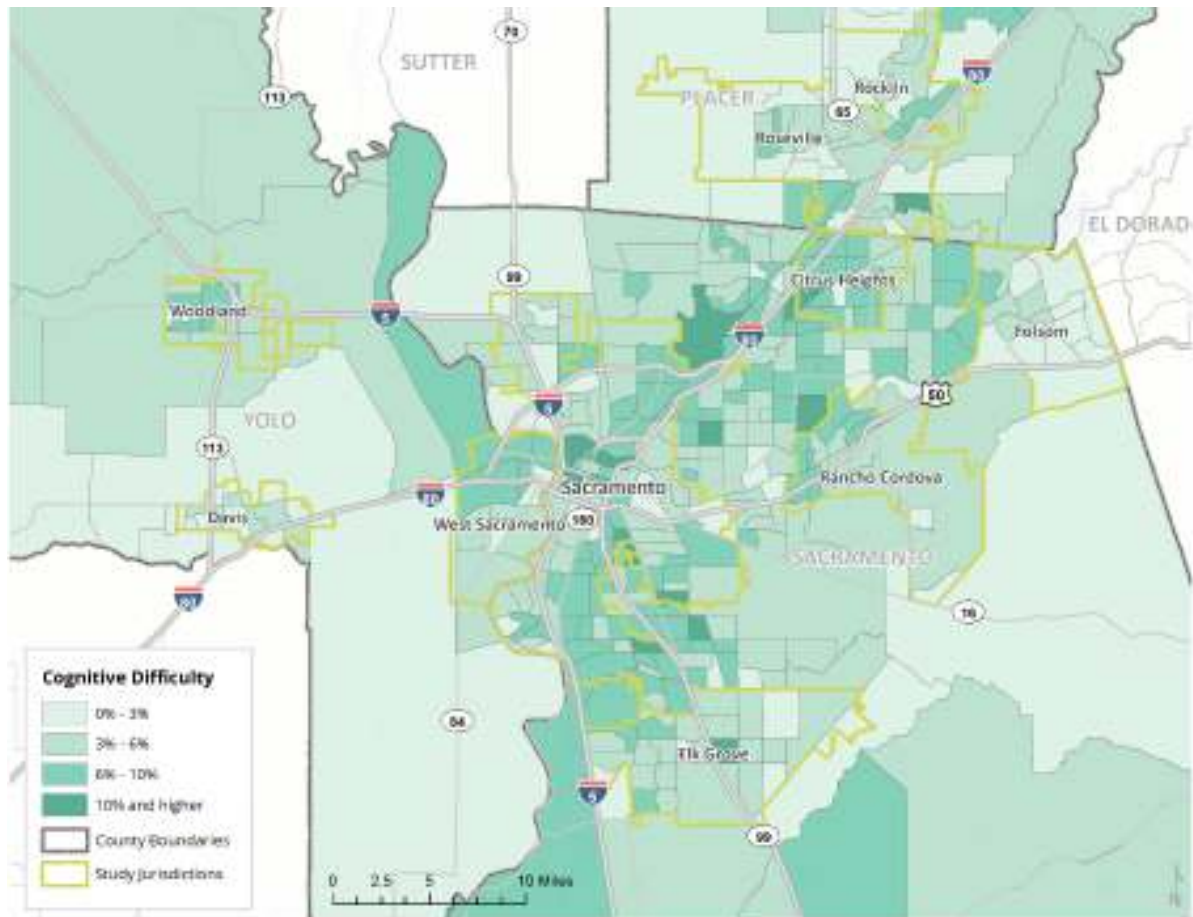 70
SUTTER
80
113
Rocklin
PLACER
65
Roseville
EL DORAD
99
Citrus Heights
Woodland
5
80
Folsom
5
50
YOLO
113
Rancho Cordova
Sacramento
80
Davis
West Sacramento
160
SACRAMENTO
80
16
Cognitive Difficulty
0% - 3%
84
3% - 6%
Elk Grove
6% - 10%
5
10% and higher
99
County Boundaries
Study Jurisdictions
0 2.5 5 10 Miles
N